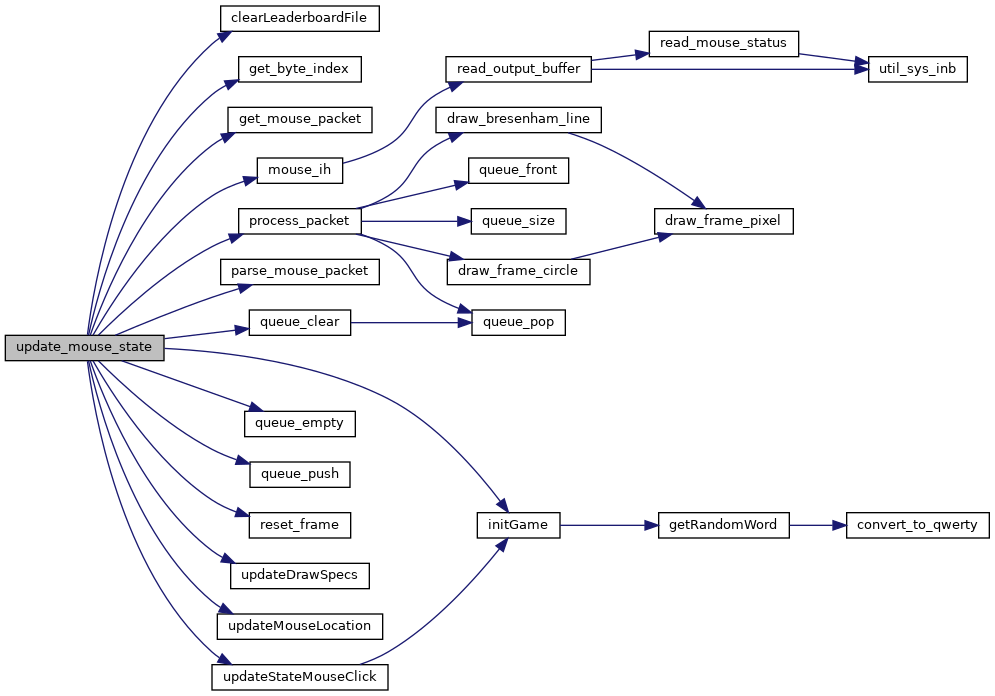 clearLeaderboardFile
get_byte_index
get_mouse_packet
mouse_ih
process_packet
parse_mouse_packet
queue_clear
update_mouse_state
queue_empty
queue_push
reset_frame
updateDrawSpecs
updateMouseLocation
updateStateMouseClick
read_output_buffer
draw_bresenham_line
queue_front
queue_size
draw_frame_circle
queue_pop
initGame
read_mouse_status
draw_frame_pixel
getRandomWord
util_sys_inb
convert_to_qwerty